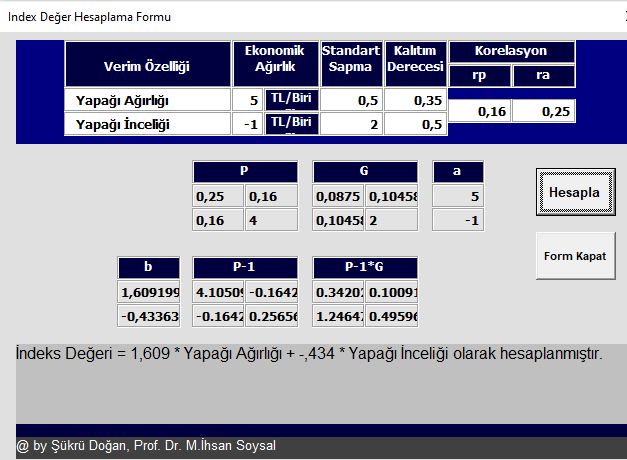 Index Değer Hesaplama Formu
Verim Özelliği Ekonomik Ağırlık Standart Sapma Kalıtım Derecesi Korelasyon
rp ra
Yapağı Ağırlığı 5 TL/Biri 0,5 0,35
0,16 0,25
Yapağı İnceliği -1 TL/Biri 2 0,5
P G a
0,25 0,16 0,0875 0,10458 5
0,16 4 0,10458 2 -1
Hesapla
Form Kapat
b P-1 P-1*G
1,609199 4.10509 -0.1642 0.34202 0.10091
-0,43363 -0.1642 0.25656 1.24647 0.49596
İndeks Değeri = 1,609 * Yapağı Ağırlığı + -,434 * Yapağı İnceliği olarak hesaplanmıştır.
@ by Şükrü Doğan, Prof. Dr. M.İhsan Soysal